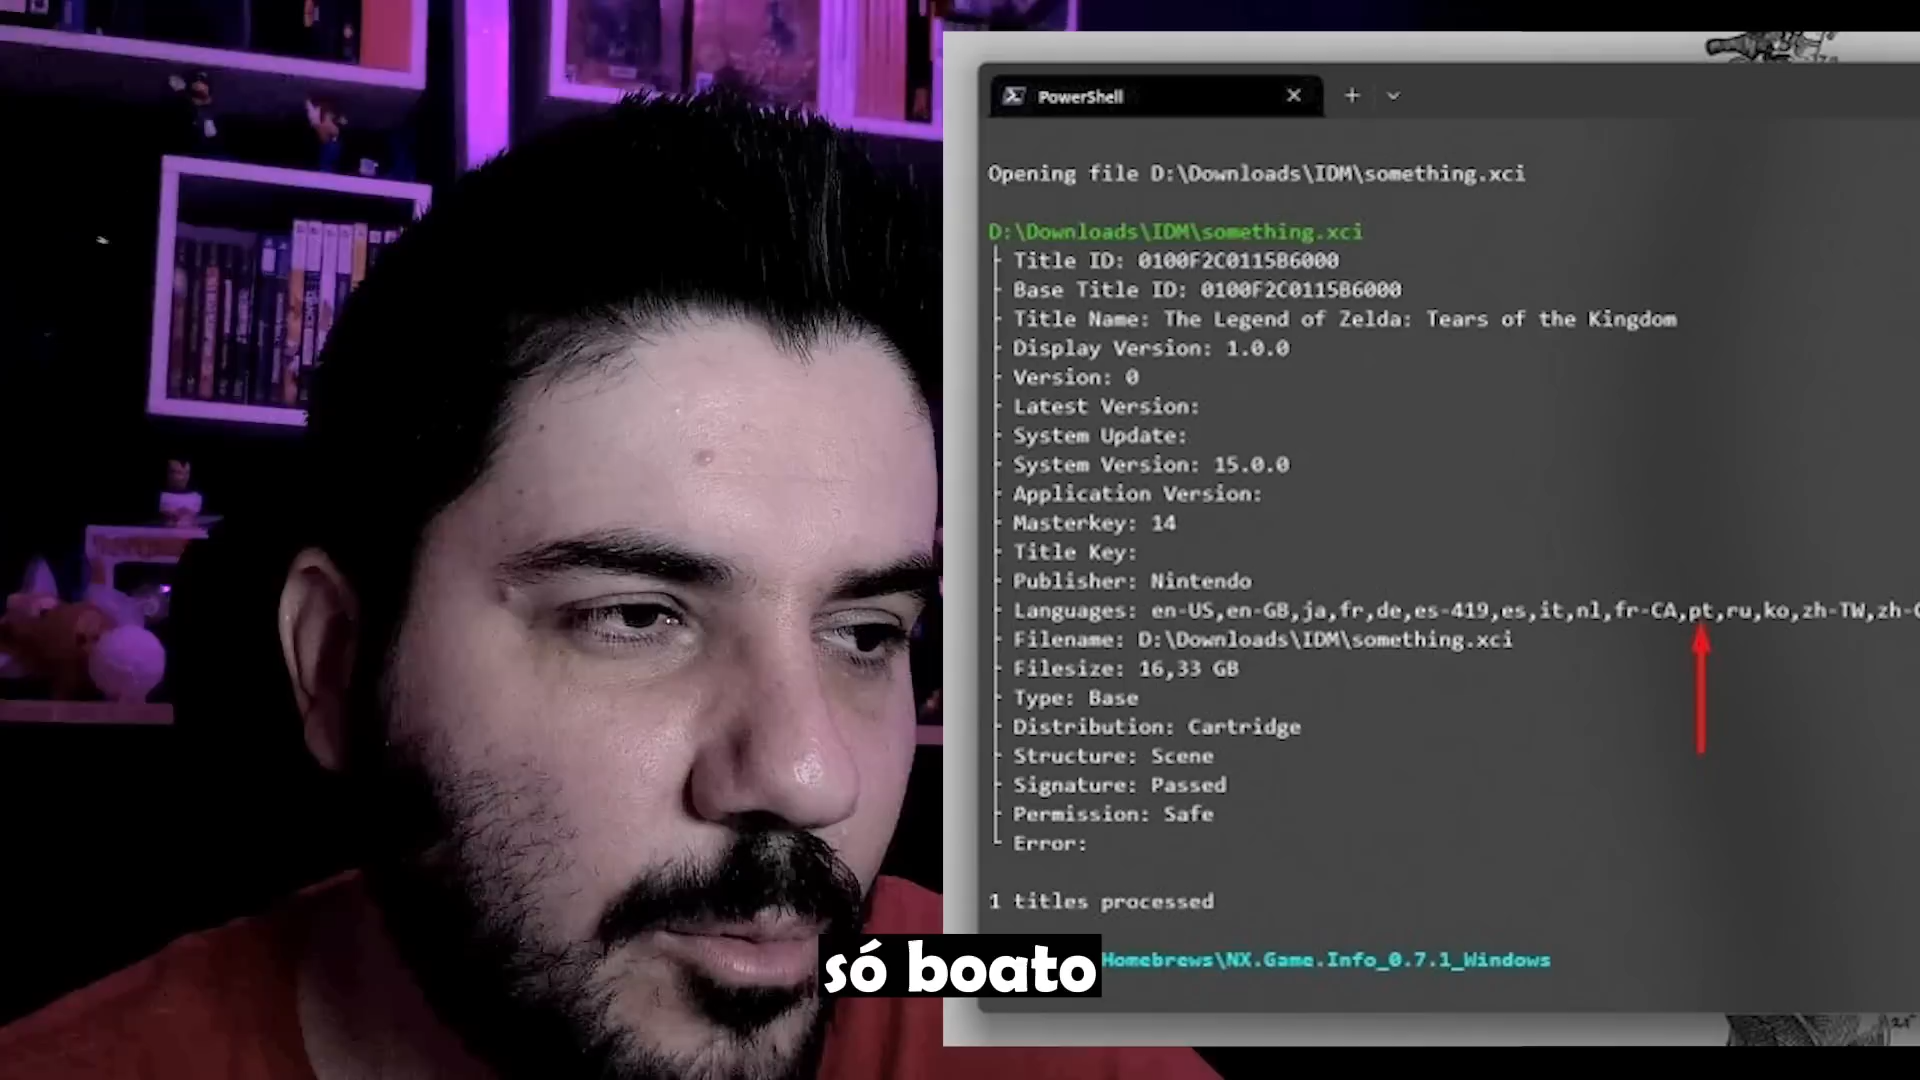 PowerShell
Opening file D:\Downloads\IDM\something.xci
D:\Downloads\IDM\something.xci
Title ID: 0100F2C0115B6000
Base Title ID: 0100F2C0115B6000
Title Name: The Legend of Zelda: Tears of the Kingdom
Display Version: 1.0.0
Version: 0
Latest Version:
System Update:
System Version: 15.0.0
Application Version:
Masterkey: 14
Title Key:
Publisher: Nintendo
Languages: en-US,en-GB,ja,fr,de,es-419,es,it,nl,fr-CA,pt,ru,ko,zh-TW,zh-
Filename: D:\Downloads\IDM\something.xci
Filesize: 16,33 GB
Type: Base
Distribution: Cartridge
Structure: Scene
Signature: Passed
Permission: Safe
Error:
1 titles processed
Homebrews\NX.Game.Info_0.7.1_Windows
só boato